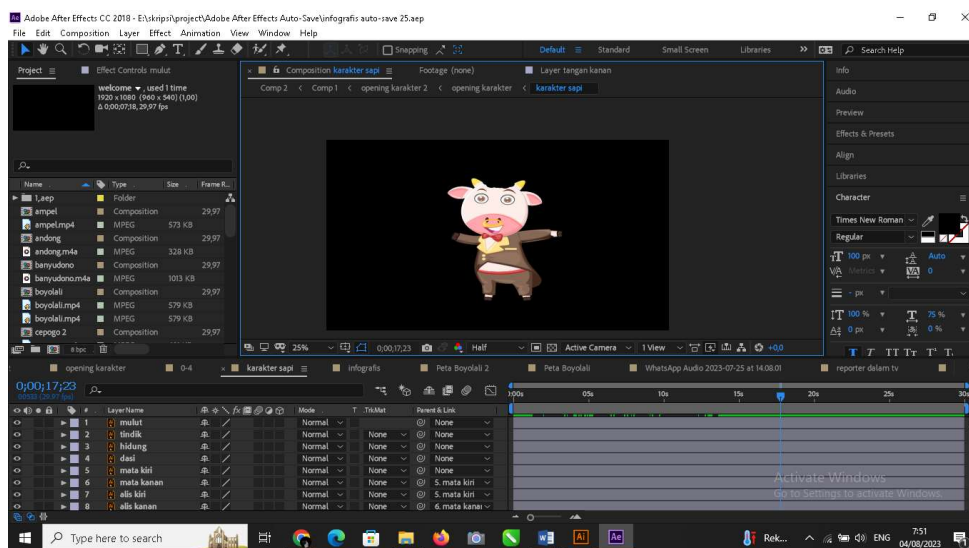 Adobe After Effects CC 2018 - E:\skripsi\project\Adobe After Effects Auto-Save\infografis auto-save 25.aep
File Edit Composition Layer Effect Animation View Window Help
Snapping Default Standard Small Screen Libraries Search Help
Project Effect Controls mulut Composition karakter sapi Footage (none) Layer tangan kanan Info
welcome , used 1 time
1920 x 1080 (960 x 540) (1,00)
Δ 0;00;07;18, 29,97 fps
Comp 2 Comp 1 opening karakter 2 opening karakter karakter sapi
Audio
Preview
Effects & Presets
Align
Libraries
Character
Name Type Size Frame R...
1,aep Folder
ampel Composition 29,97
ampel.mp4 MPEG 573 KB
andong Composition 29,97
andong.m4a MPEG 328 KB
banyudono Composition 29,97
banyudono.m4a MPEG 1013 KB
boyolali Composition 29,97
boyolali.mp4 MPEG 579 KB
boyolali.mp4 MPEG 579 KB
cepogo 2 Composition 29,97
Times New Roman
Regular
100 px Auto
Metrics 0
- px
100 % 75 %
0 px 0 %
8 bpc
25% 0;00;17;23 Half Active Camera 1 View +0,0
opening karakter 0-4 karakter sapi infografis Peta Boyolali 2 Peta Boyolali WhatsApp Audio 2023-07-25 at 14.08.01 reporter dalam tv
0;00;17;23
00533 (29.97 fps)
05s 10s 15s 20s 25s 30s
# Layer Name Mode T .TrkMat Parent & Link
1 mulut Normal None
2 tindik Normal None None
3 hidung Normal None None
4 dasi Normal None None
5 mata kiri Normal None None
6 mata kanan Normal None 5. mata kiri
7 alis kiri Normal None 5. mata kiri
8 alis kanan Normal None 6. mata kanan
Activate Windows
Go to Settings to activate Windows.
Type here to search
Rek... ENG 7:51
04/08/2023